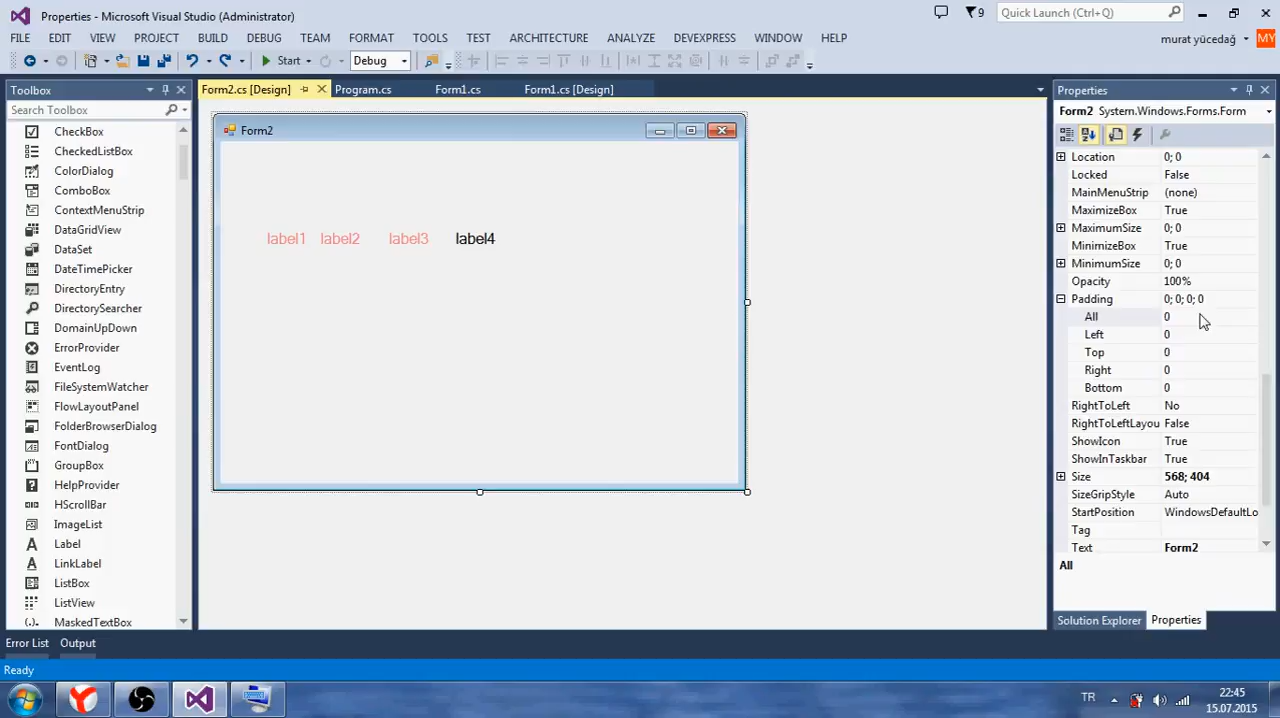 Properties - Microsoft Visual Studio (Administrator)
9
Quick Launch (Ctrl+Q)
FILE EDIT VIEW PROJECT BUILD DEBUG TEAM FORMAT TOOLS TEST ARCHITECTURE ANALYZE DEVEXPRESS WINDOW HELP
murat yücedağ MY
Start Debug
Toolbox
Search Toolbox
CheckBox
CheckedListBox
ColorDialog
ComboBox
ContextMenuStrip
DataGridView
DataSet
DateTimePicker
DirectoryEntry
DirectorySearcher
DomainUpDown
ErrorProvider
EventLog
FileSystemWatcher
FlowLayoutPanel
FolderBrowserDialog
FontDialog
GroupBox
HelpProvider
HScrollBar
ImageList
Label
LinkLabel
ListBox
ListView
MaskedTextBox
Form2.cs [Design] Program.cs Form1.cs Form1.cs [Design]
Form2
label1 label2 label3 label4
Properties
Form2 System.Windows.Forms.Form
Location 0; 0
Locked False
MainMenuStrip (none)
MaximizeBox True
MaximumSize 0; 0
MinimizeBox True
MinimumSize 0; 0
Opacity 100%
Padding 0; 0; 0; 0
All 0
Left 0
Top 0
Right 0
Bottom 0
RightToLeft No
RightToLeftLayou False
ShowIcon True
ShowInTaskbar True
Size 568; 404
SizeGripStyle Auto
StartPosition WindowsDefaultLo
Tag
Text Form2
All
Solution Explorer Properties
Error List Output
Ready
TR
22:45
15.07.2015